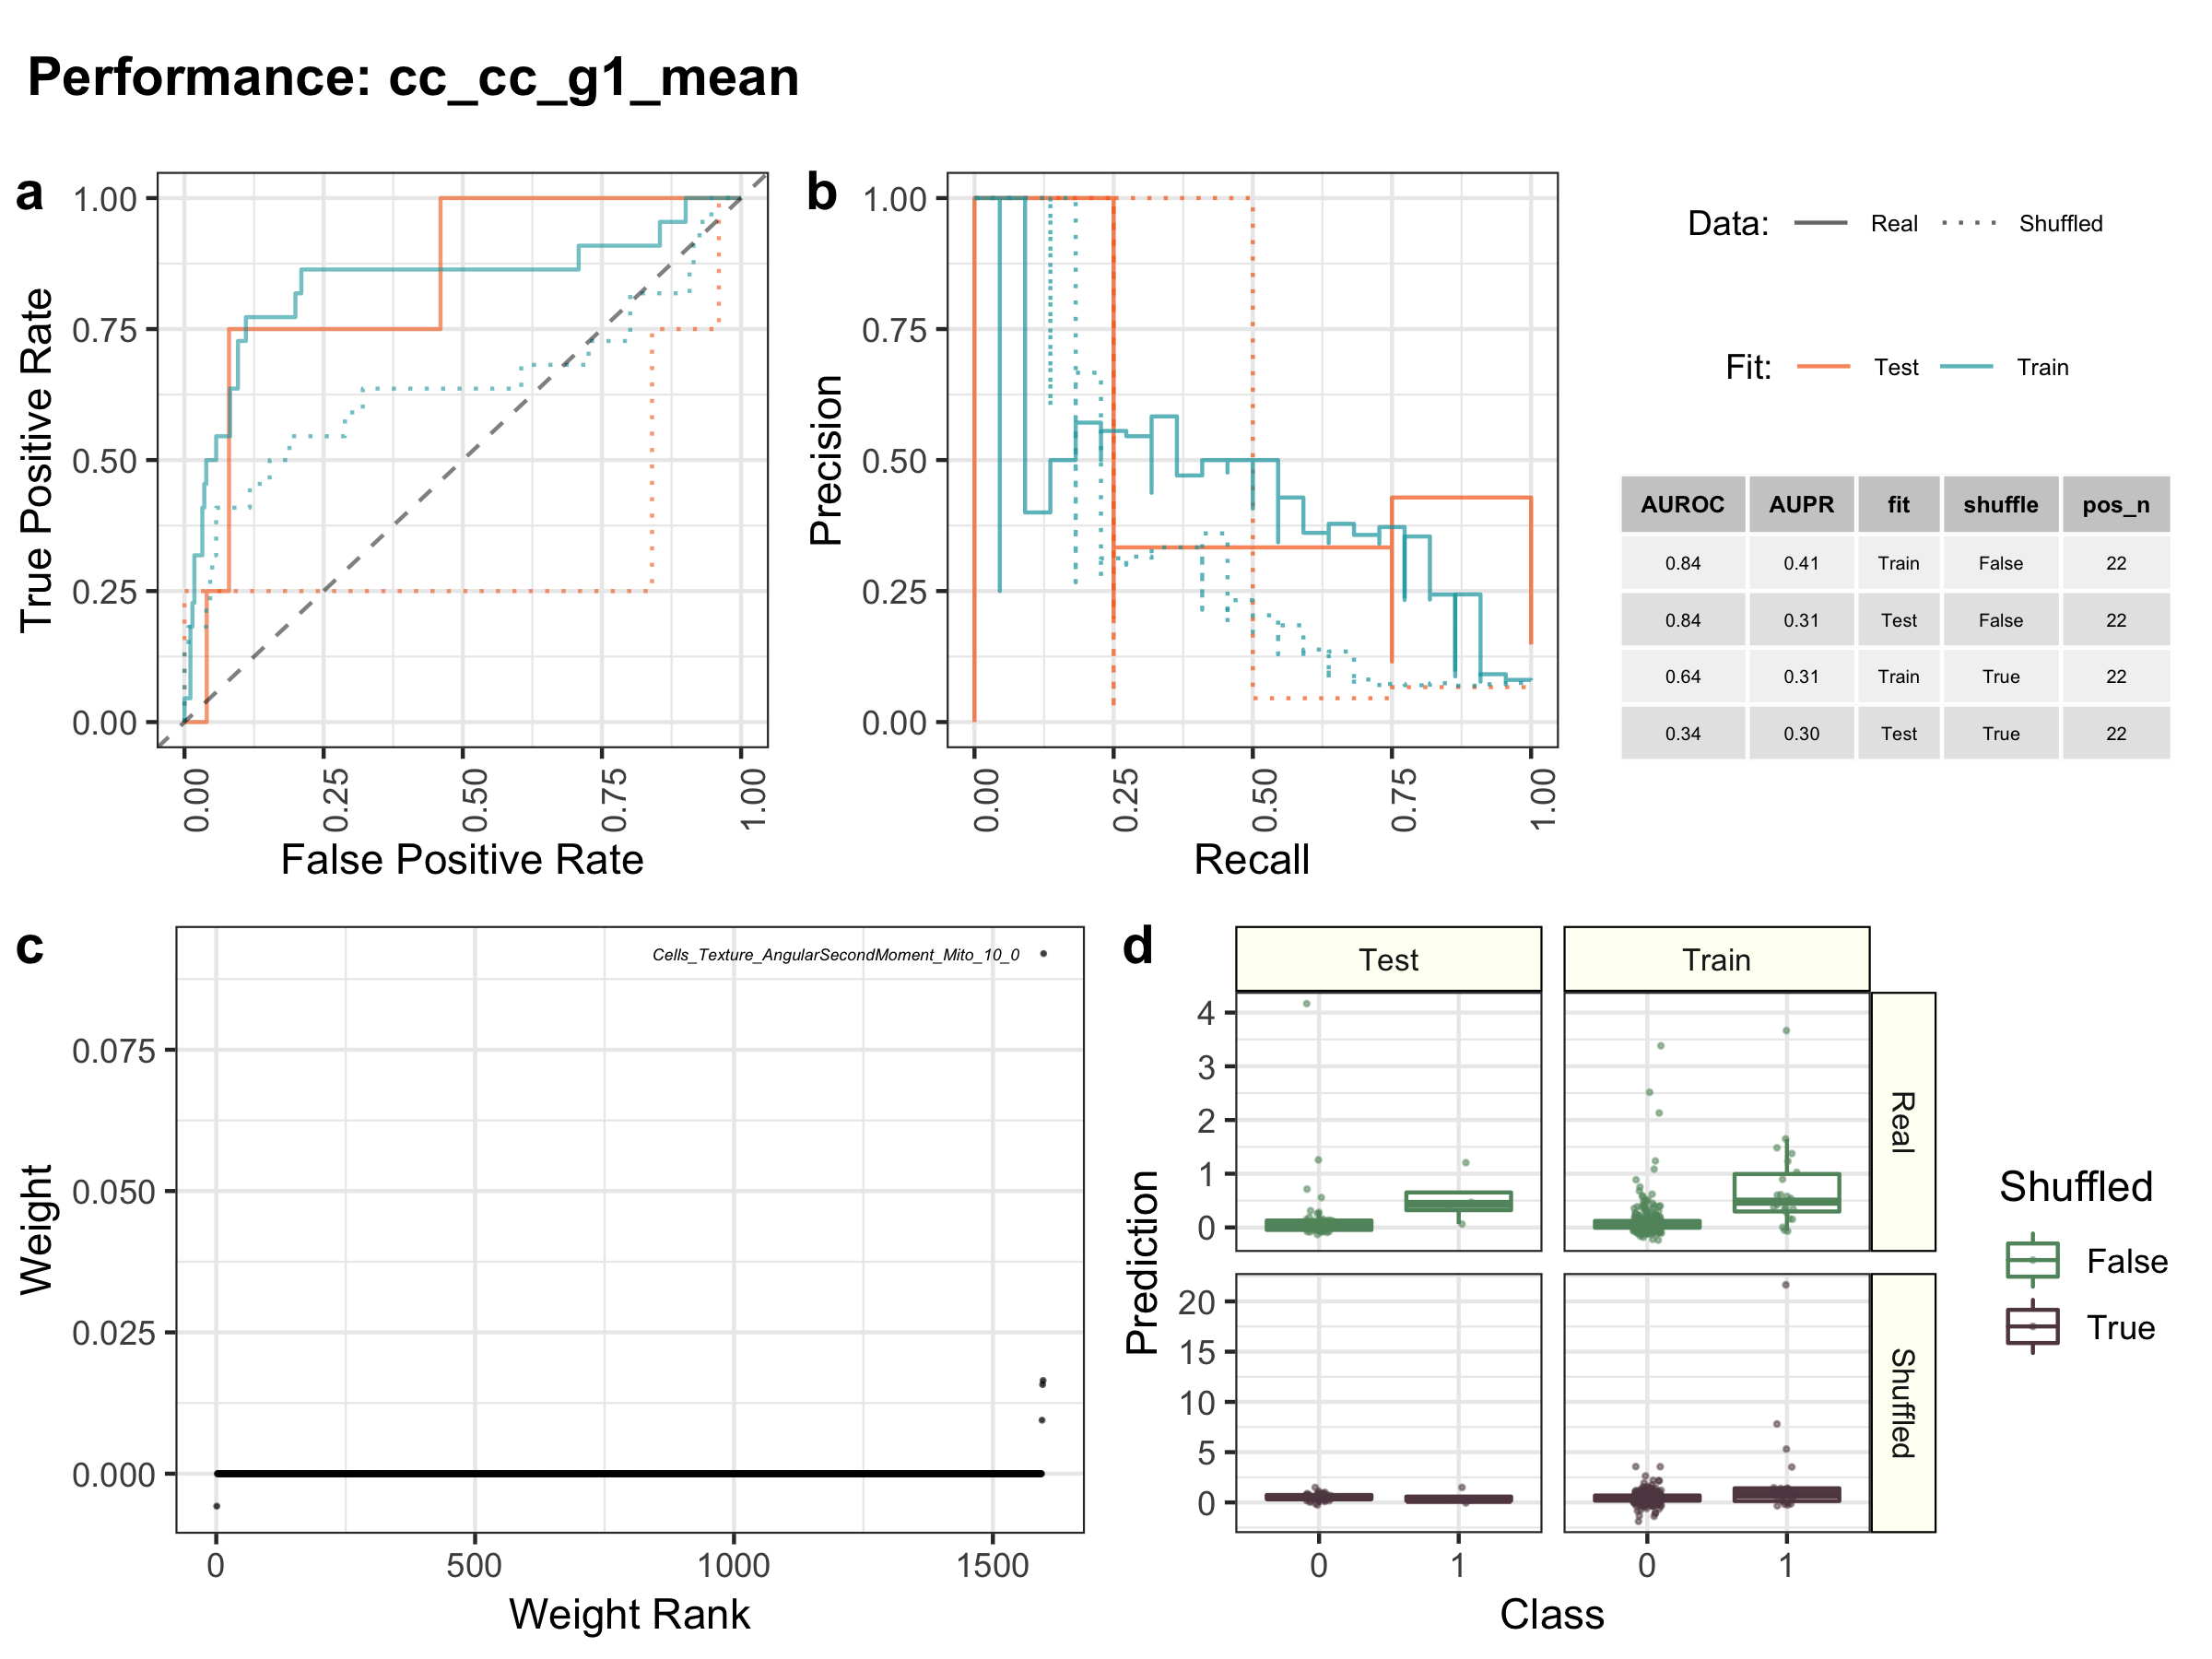 Performance: cc_cc_g1_mean
a
True Positive Rate
1.00
0.75
0.50
0.25
0.00
0.00
0.25
0.50
0.75
1.00
False Positive Rate
b
Precision
1.00
0.75
0.50
0.25
0.00
0.00
0.25
0.50
0.75
1.00
Recall
Data: Real Shuffled
Fit: Test Train
AUROC AUPR fit shuffle pos_n
0.84 0.41 Train False 22
0.84 0.31 Test False 22
0.64 0.31 Train True 22
0.34 0.30 Test True 22
c
Weight
Cells_Texture_AngularSecondMoment_Mito_10_0
0.075
0.050
0.025
0.000
0 500 1000 1500
Weight Rank
d
Test Train
Prediction
4
3
2
1
0
Real
20
15
10
5
0
Shuffled
0 1 0 1
Class
Shuffled
False
True